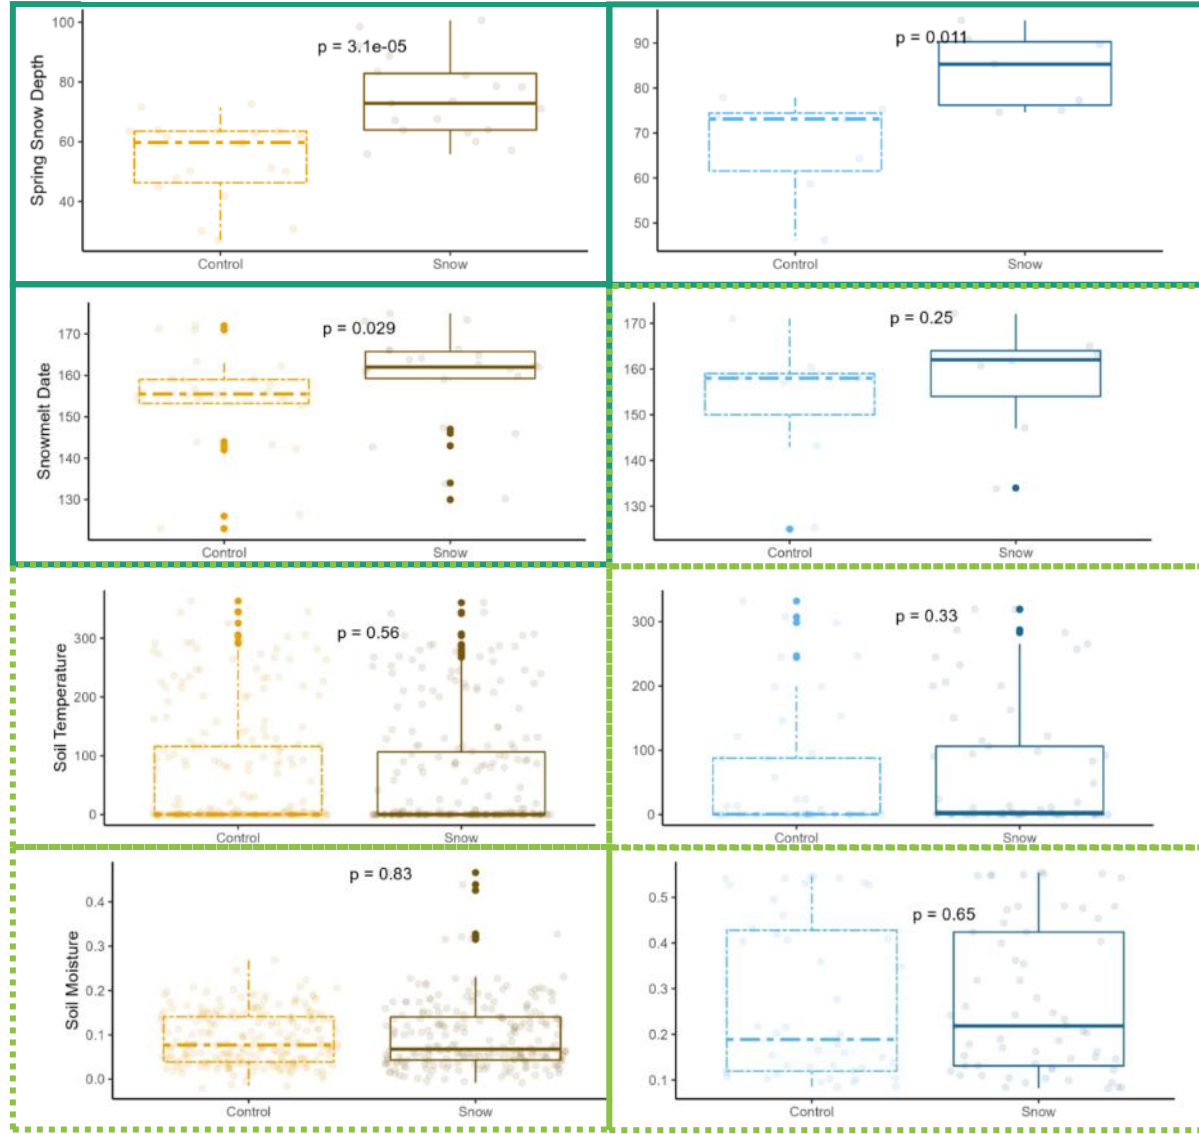 Spring Snow Depth
100
80
60
40
p = 3.1e-05
Control
Snow
90
80
70
60
50
p = 0.011
Control
Snow
Snowmelt Date
170
160
150
140
130
p = 0.029
Control
Snow
170
160
150
140
130
p = 0.25
Control
Snow
Soil Temperature
300
200
100
0
p = 0.56
Control
Snow
300
200
100
0
p = 0.33
Control
Snow
Soil Moisture
0.4
0.3
0.2
0.1
0.0
p = 0.83
Control
Snow
0.5
0.4
0.3
0.2
0.1
p = 0.65
Control
Snow